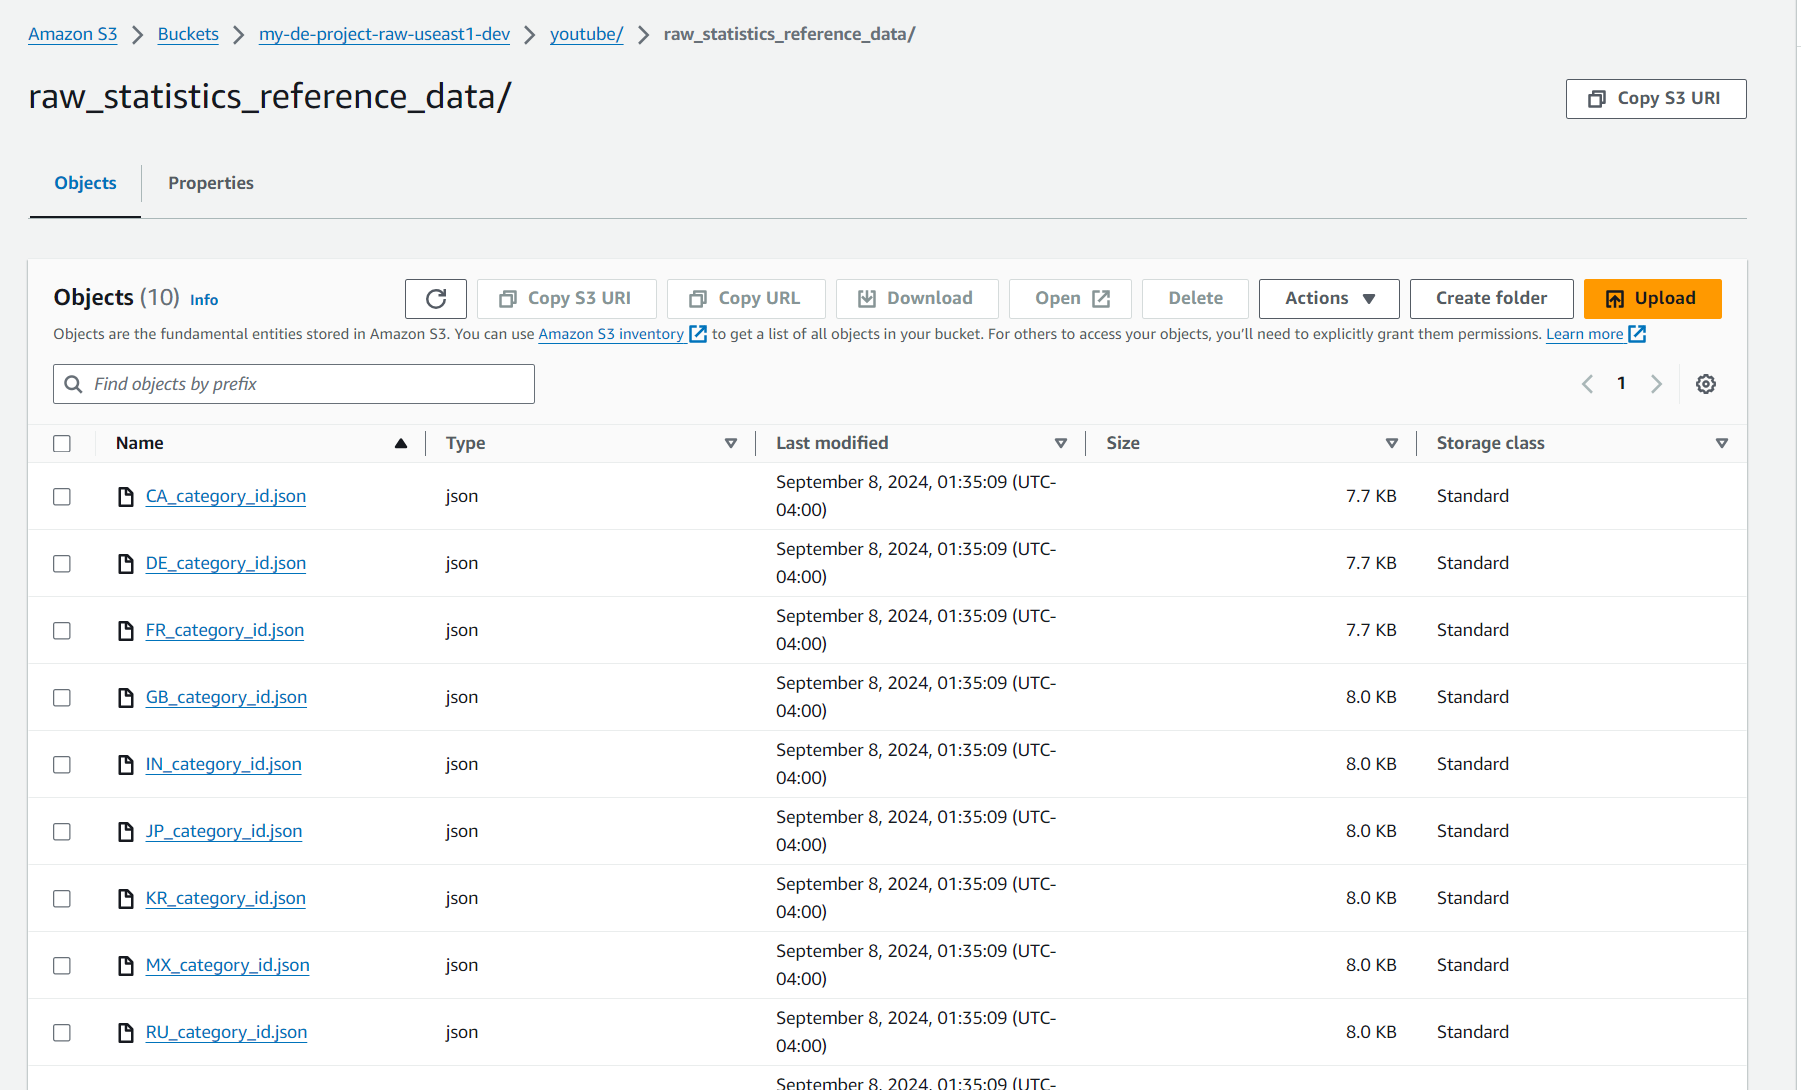 Amazon S3 > Buckets > my-de-project-raw-useast1-dev > youtube/ > raw_statistics_reference_data/
raw_statistics_reference_data/
Copy S3 URI
Objects
Properties
Objects (10) Info
Copy S3 URI
Copy URL
Download
Open
Delete
Actions
Create folder
Upload
Objects are the fundamental entities stored in Amazon S3. You can use Amazon S3 inventory to get a list of all objects in your bucket. For others to access your objects, you'll need to explicitly grant them permissions. Learn more
Find objects by prefix
1
Name Type Last modified Size Storage class
CA_category_id.json json September 8, 2024, 01:35:09 (UTC- 7.7 KB Standard
04:00)
DE_category_id.json json September 8, 2024, 01:35:09 (UTC- 7.7 KB Standard
04:00)
FR_category_id.json json September 8, 2024, 01:35:09 (UTC- 7.7 KB Standard
04:00)
GB_category_id.json json September 8, 2024, 01:35:09 (UTC- 8.0 KB Standard
04:00)
IN_category_id.json json September 8, 2024, 01:35:09 (UTC- 8.0 KB Standard
04:00)
JP_category_id.json json September 8, 2024, 01:35:09 (UTC- 8.0 KB Standard
04:00)
KR_category_id.json json September 8, 2024, 01:35:09 (UTC- 8.0 KB Standard
04:00)
MX_category_id.json json September 8, 2024, 01:35:09 (UTC- 8.0 KB Standard
04:00)
RU_category_id.json json September 8, 2024, 01:35:09 (UTC- 8.0 KB Standard
04:00)
September 8, 2024, 01:35:09 (UTC-